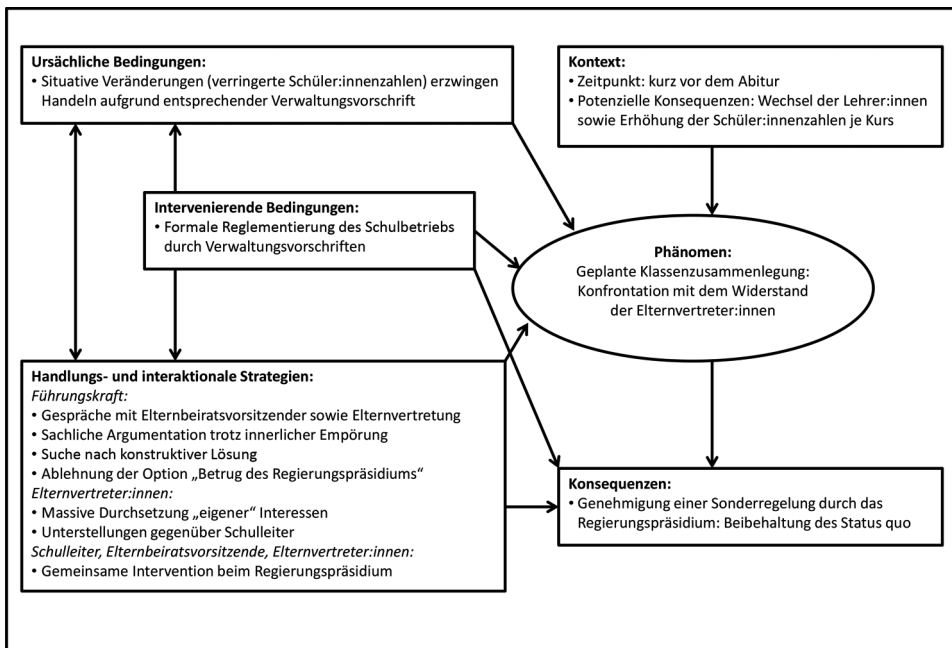 Ursächliche Bedingungen:
• Situative Veränderungen (verringerte Schüler:innenzahlen) erzwingen
Handeln aufgrund entsprechender Verwaltungsvorschrift
Kontext:
• Zeitpunkt: kurz vor dem Abitur
• Potenzielle Konsequenzen: Wechsel der Lehrer:innen
sowie Erhöhung der Schüler:innenzahlen je Kurs
Intervenierende Bedingungen:
• Formale Reglementierung des Schulbetriebs
durch Verwaltungsvorschriften
Phänomen:
Geplante Klassenzusammenlegung:
Konfrontation mit dem Widerstand
der Elternvertreter:innen
Handlungs- und interaktionale Strategien:
Führungskraft:
• Gespräche mit Elternbeiratsvorsitzender sowie Elternvertretung
• Sachliche Argumentation trotz innerlicher Empörung
• Suche nach konstruktiver Lösung
• Ablehnung der Option „Betrug des Regierungspräsidiums“
Elternvertreter:innen:
• Massive Durchsetzung „eigener“ Interessen
• Unterstellungen gegenüber Schulleiter
Schulleiter, Elternbeiratsvorsitzende, Elternvertreter:innen:
• Gemeinsame Intervention beim Regierungspräsidium
Konsequenzen:
• Genehmigung einer Sonderregelung durch das
Regierungspräsidium: Beibehaltung des Status quo